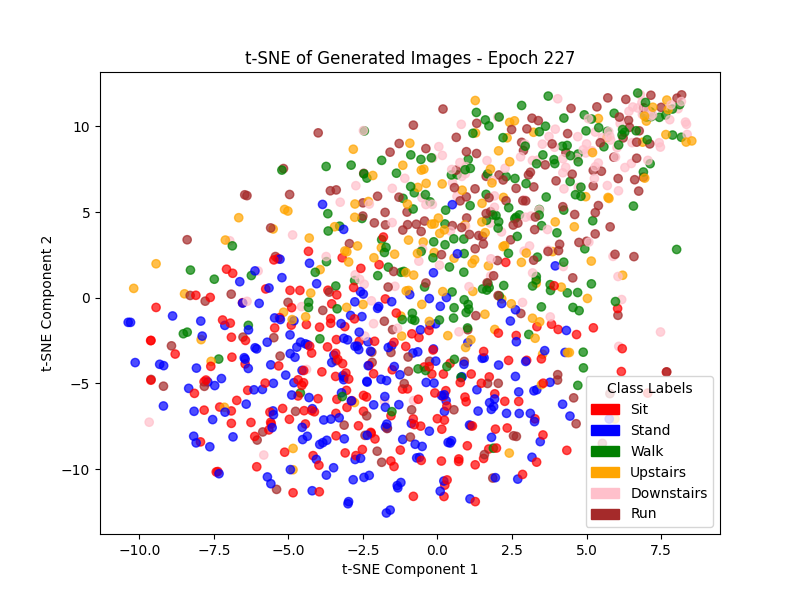 t-SNE of Generated Images - Epoch 227
t-SNE Component 2
10
5
0
−5
−10
−10.0
−7.5
−5.0
−2.5
0.0
2.5
5.0
7.5
t-SNE Component 1
Class Labels
Sit
Stand
Walk
Upstairs
Downstairs
Run